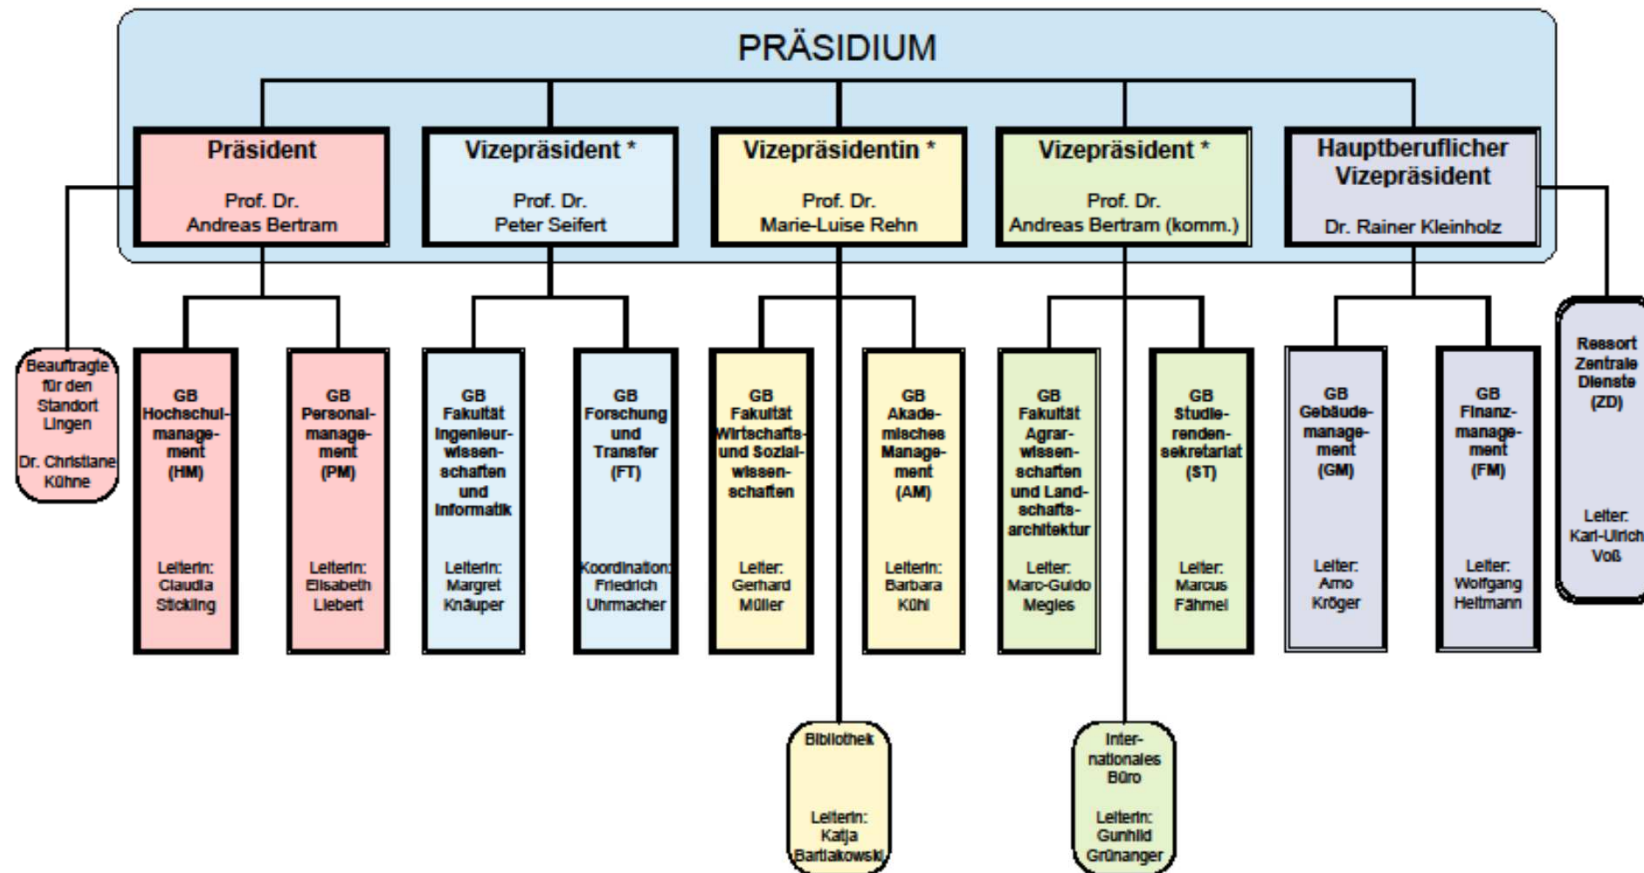 PRÄSIDIUM
Präsident
Prof. Dr.
Andreas Bertram
Vizepräsident *
Prof. Dr.
Peter Seifert
Vizepräsidentin *
Prof. Dr.
Marie-Luise Rehn
Vizepräsident *
Prof. Dr.
Andreas Bertram (komm.)
Hauptberuflicher
Vizepräsident
Dr. Rainer Kleinholz
Beauftragte
für den
Standort
Lingen
Dr. Christiane
Kühne
GB
Hochschul-
manage-
ment
(HM)
Leiterin:
Claudia
Stickling
GB
Personal-
manage-
ment
(PM)
Leiterin:
Elisabeth
Liebert
GB
Fakultät
Ingenieur-
wissen-
schaften
und
Informatik
Leiterin:
Margret
Knäuper
GB
Forschung
und
Transfer
(FT)
Koordination:
Friedrich
Uhrmacher
GB
Fakultät
Wirtschafts-
und Sozial-
wissen-
schaften
Leiter:
Gerhard
Müller
GB
Akade-
misches
Manage-
ment
(AM)
Leiterin:
Barbara
Kühl
GB
Fakultät
Agrar-
wissen-
schaften
und Land-
schafts-
architektur
Leiter:
Marc-Guido
Megies
GB
Studie-
renden-
sekretariat
(ST)
Leiter:
Marcus
Fähmel
GB
Gebäude-
manage-
ment
(GM)
Leiter:
Arno
Kröger
GB
Finanz-
manage-
ment
(FM)
Leiter:
Wolfgang
Heitmann
Ressort
Zentrale
Dienste
(ZD)
Leiter:
Karl-Ulrich
Voß
Bibliothek
Leiterin:
Katja
Bartlakowski
Inter-
nationales
Büro
Leiterin:
Gunhild
Grünanger